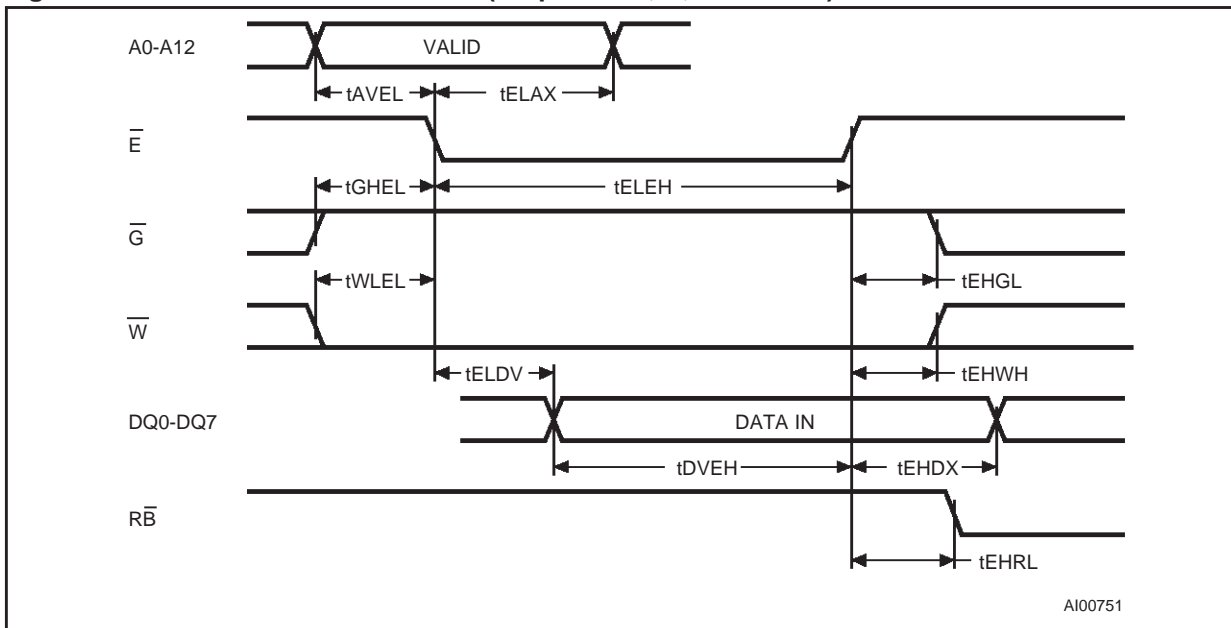 A0-A12
VALID
tAVEL
tELAX
E̅
tGHEL
tELEH
G̅
tWLEL
tEHGL
W̅
tELDV
tEHWH
DQ0-DQ7
DATA IN
tDVEH
tEHDX
RB̅
tEHRL
AI00751